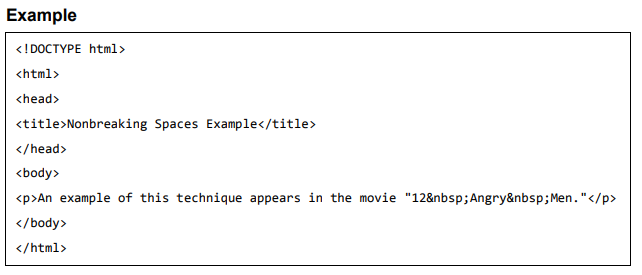 Example
<!DOCTYPE html>
<html>
<head>
<title>Nonbreaking Spaces Example</title>
</head>
<body>
<p>An example of this technique appears in the movie "12&nbsp;Angry&nbsp;Men."</p>
</body>
</html>